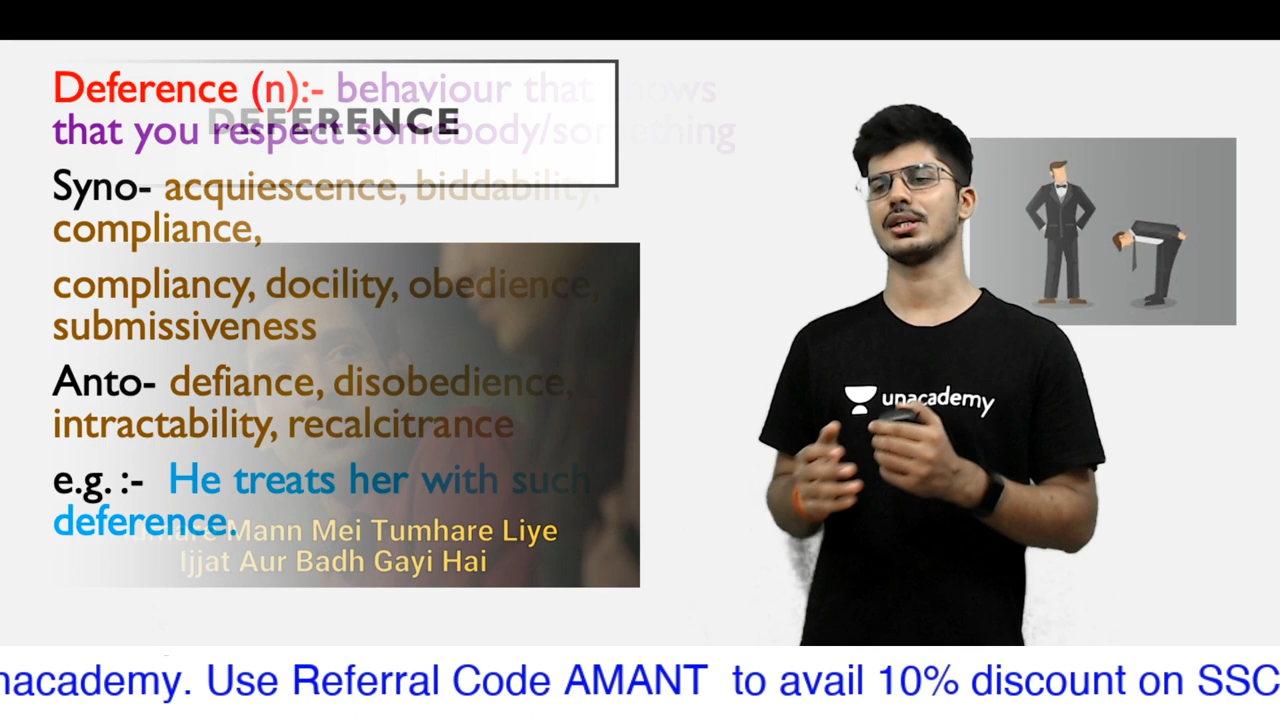 Deference (n):- behaviour that shows
that you respect somebody/something
DEFERENCE
Syno- acquiescence, biddability,
compliance,
compliancy, docility, obedience,
submissiveness
Anto- defiance, disobedience,
intractability, recalcitrance
e.g. :- He treats her with such
deference.
Mann Mei Tumhare Liye
Ijjat Aur Badh Gayi Hai
unacademy
nacademy. Use Referral Code AMANT to avail 10% discount on SSC